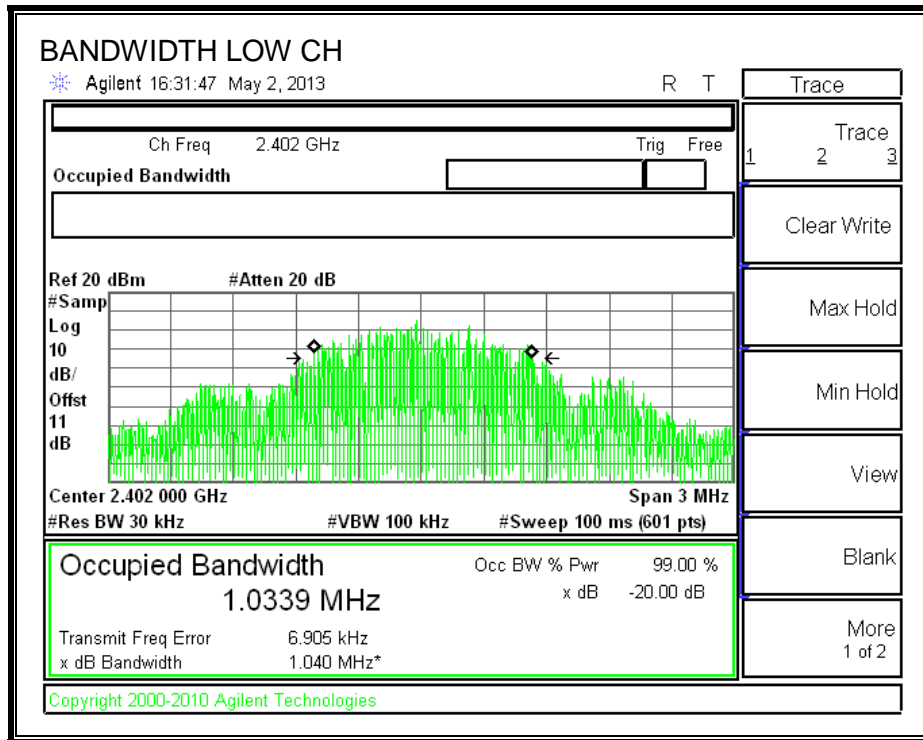 BANDWIDTH LOW CH
Agilent 16:31:47 May 2, 2013 R T
Trace
Ch Freq 2.402 GHz Trig Free
Occupied Bandwidth
Trace
1 2 3
Clear Write
Max Hold
Min Hold
View
Blank
More
1 of 2
Ref 20 dBm #Atten 20 dB
#Samp
Log
10
dB/
Offst
11
dB
Center 2.402 000 GHz Span 3 MHz
#Res BW 30 kHz #VBW 100 kHz #Sweep 100 ms (601 pts)
Occupied Bandwidth Occ BW % Pwr 99.00 %
1.0339 MHz x dB -20.00 dB
Transmit Freq Error 6.905 kHz
x dB Bandwidth 1.040 MHz*
Copyright 2000-2010 Agilent Technologies